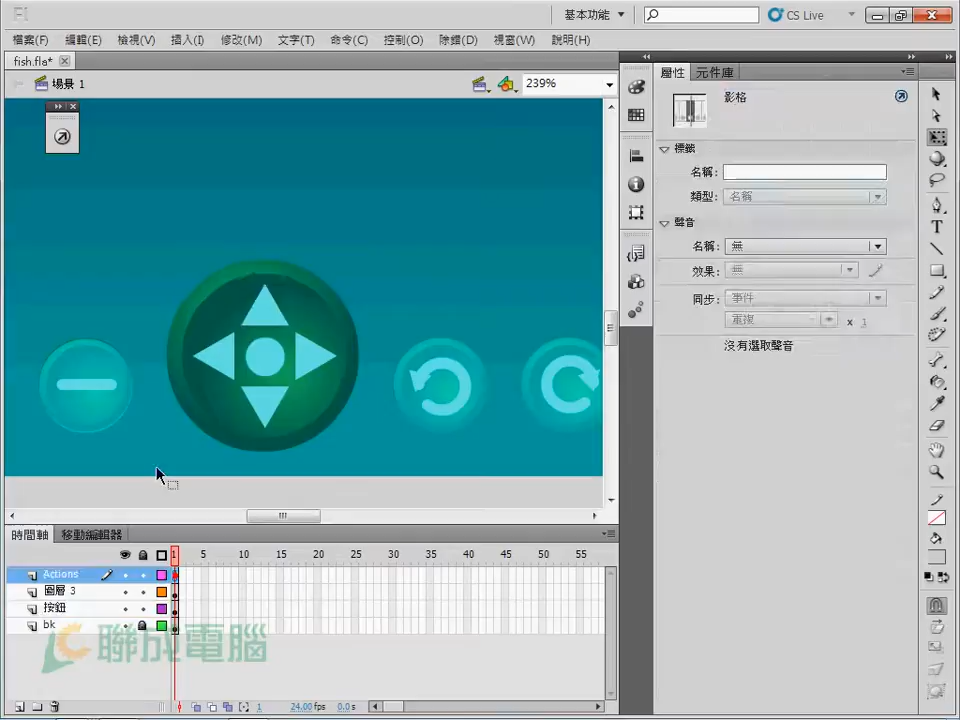 Fl
基本功能
CS Live
檔案(F) 編輯(E) 檢視(V) 插入(I) 修改(M) 文字(T) 命令(C) 控制(O) 除錯(D) 視窗(W) 說明(H)
fish.fla*
場景 1
239%
屬性 元件庫
影格
標籤
名稱:
類型: 名稱
聲音
名稱: 無
效果: 無
同步: 事件
重複 x 1
沒有選取聲音
時間軸 移動編輯器
1 5 10 15 20 25 30 35 40 45 50 55
Actions
圖層 3
按鈕
bk
聯成電腦
1 24.00 fps 0.0 s